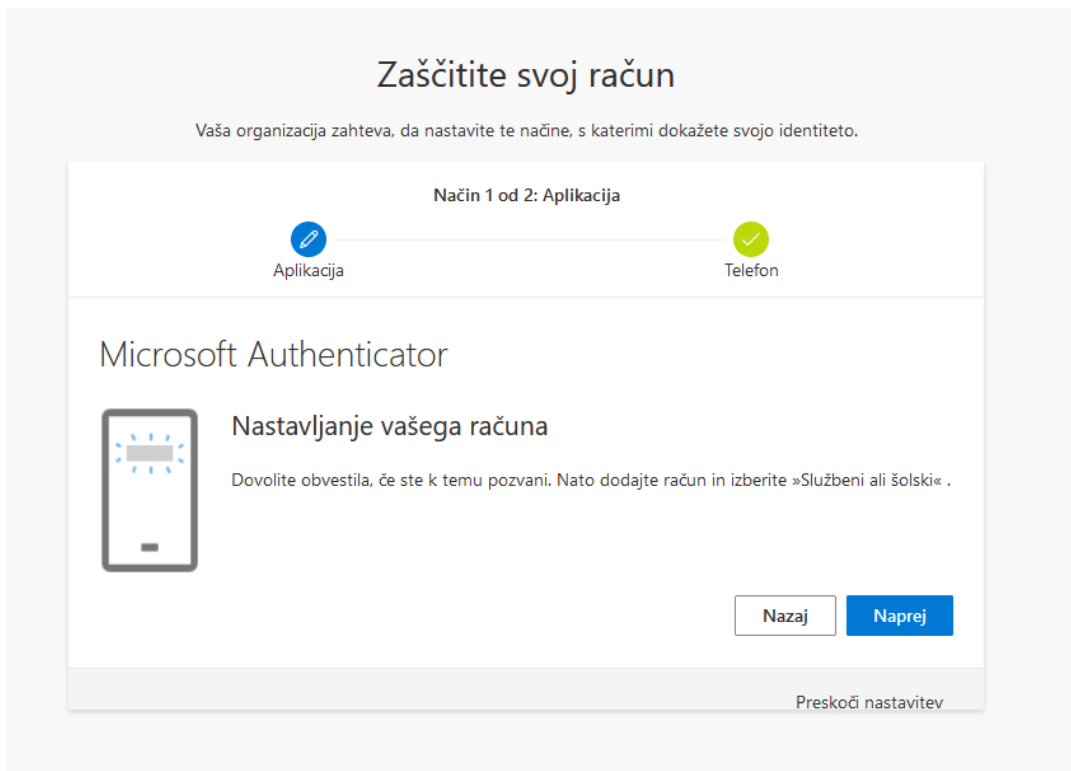 Zaščitite svoj račun
Vaša organizacija zahteva, da nastavite te načine, s katerimi dokažete svojo identiteto.
Način 1 od 2: Aplikacija
Aplikacija
Telefon
Microsoft Authenticator
Nastavljanje vašega računa
Dovolite obvestila, če ste k temu pozvani. Nato dodajte račun in izberite »Službeni ali šolski« .
Nazaj
Naprej
Preskoči nastavitev